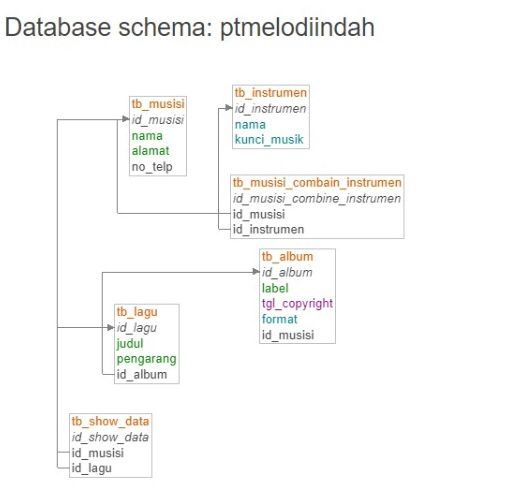 Database schema: ptmelodiindah
tb_musisi
id_musisi
nama
alamat
no_telp
tb_instrumen
id_instrumen
nama
kunci_musik
tb_musisi_combain_instrumen
id_musisi_combine_instrumen
id_musisi
id_instrumen
tb_album
id_album
label
tgl_copyright
format
id_musisi
tb_lagu
id_lagu
judul
pengarang
id_album
tb_show_data
id_show_data
id_musisi
id_lagu